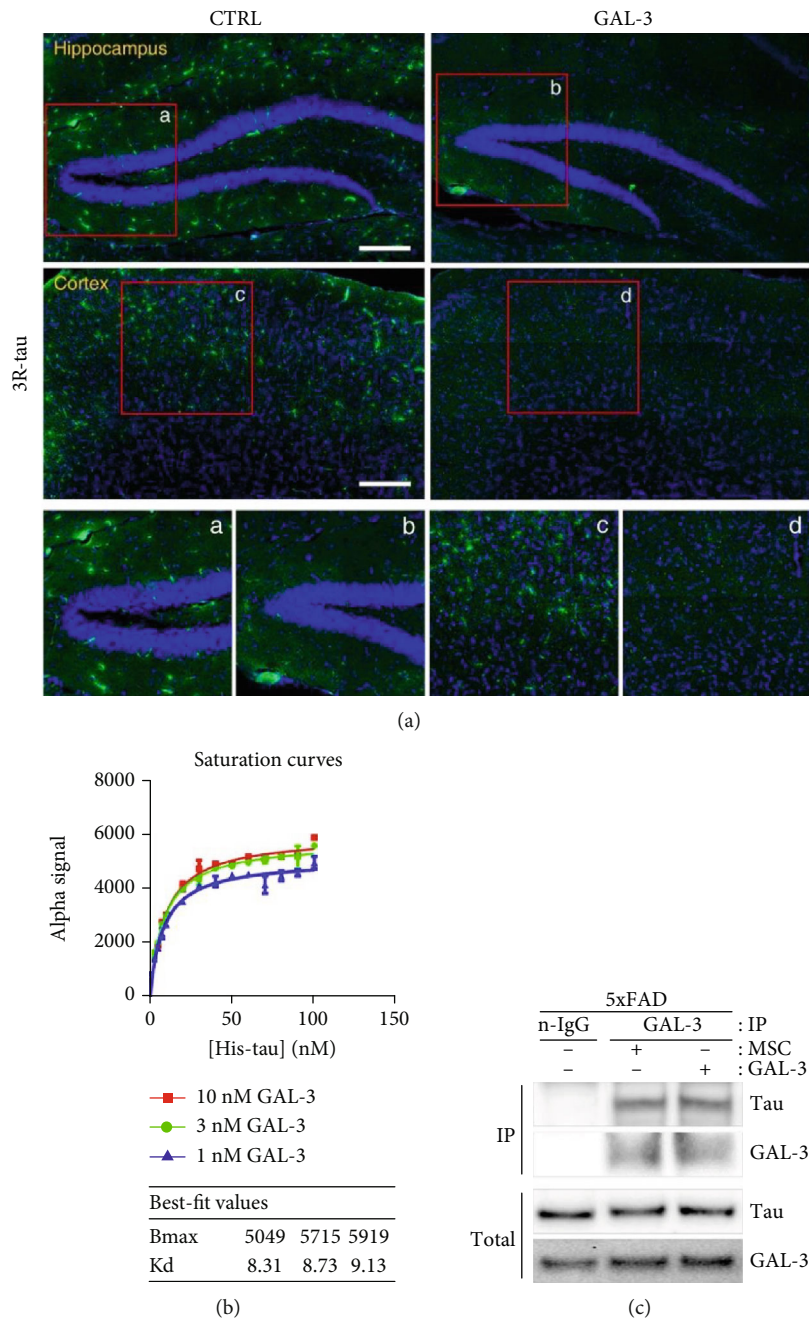 CTRL
GAL-3
Hippocampus
a
b
Cortex
c
d
3R-tau
a
b
c
d
(a)
Saturation curves
8000
6000
4000
2000
0
Alpha signal
0
50
100
150
[His-tau] (nM)
10 nM GAL-3
3 nM GAL-3
1 nM GAL-3
Best-fit values
Bmax 5049 5715 5919
Kd 8.31 8.73 9.13
(b)
5xFAD
n-IgG GAL-3 : IP
– + – : MSC
– – + : GAL-3
IP
Tau
GAL-3
Total
Tau
GAL-3
(c)